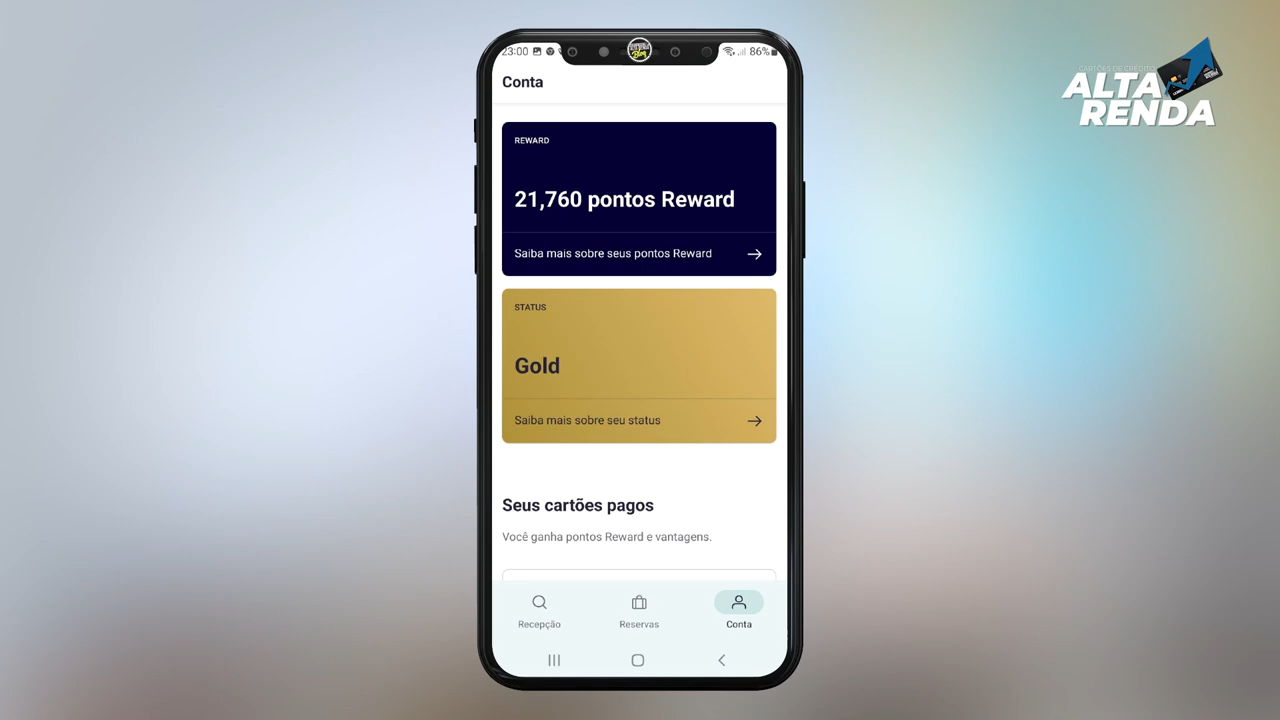 23:00
86%
Conta
CARTÕES DE CRÉDITO
ALTA
RENDA
REWARD
21,760 pontos Reward
Saiba mais sobre seus pontos Reward
STATUS
Gold
Saiba mais sobre seu status
Seus cartões pagos
Você ganha pontos Reward e vantagens.
Recepção
Reservas
Conta